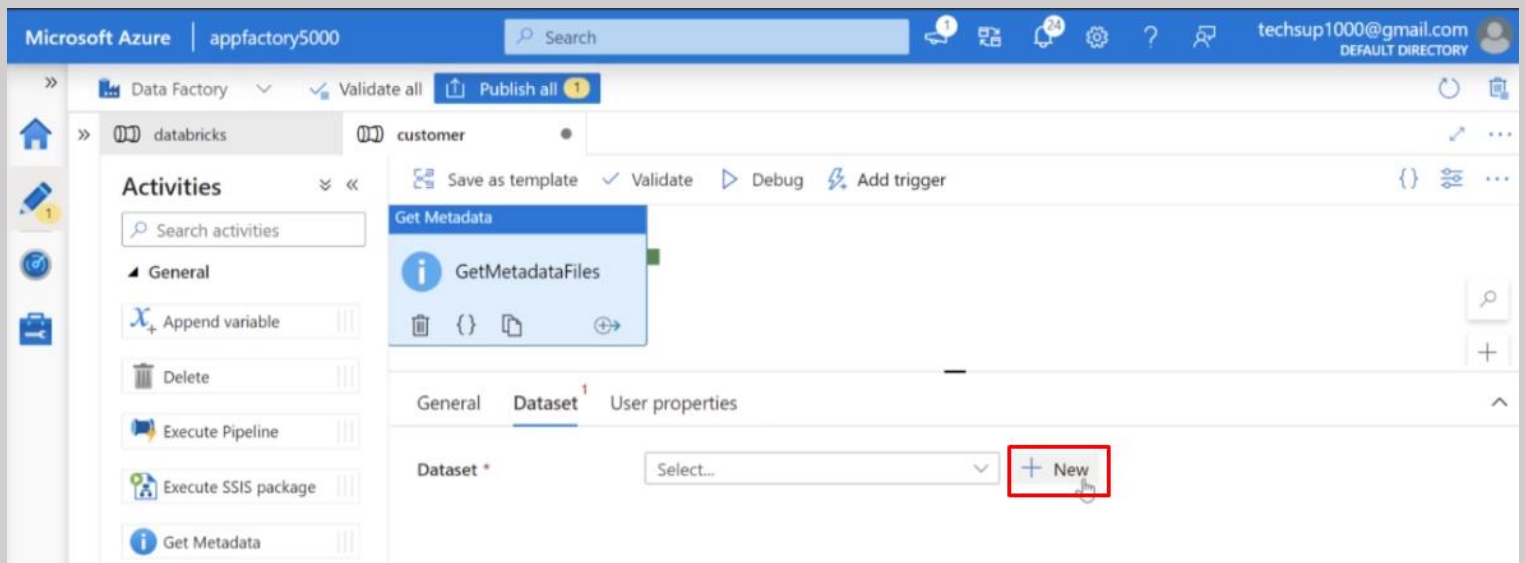 Microsoft Azure | appfactory5000 Search 1 24 ? techsup1000@gmail.com
DEFAULT DIRECTORY
» Data Factory Validate all Publish all 1
» databricks customer ● ...
Activities « Save as template Validate Debug Add trigger {} ...
1
Search activities
Get Metadata
General
GetMetadataFiles
Append variable
{}
Delete
General Dataset 1 User properties
Execute Pipeline
Dataset * Select... + New
Execute SSIS package
Get Metadata